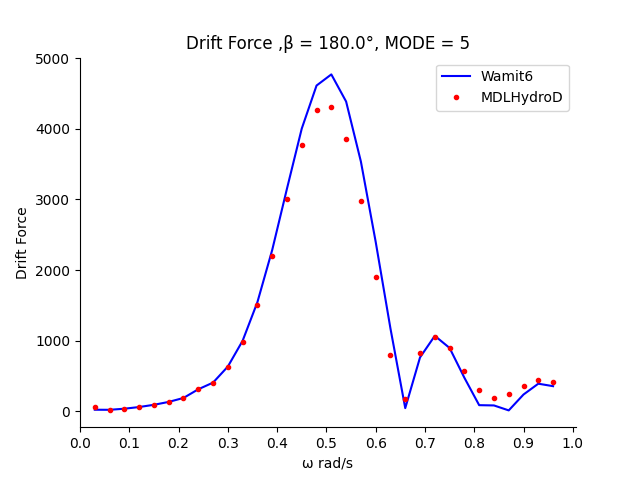 Drift Force ,β = 180.0°, MODE = 5
Wamit6
MDLHydroD
Drift Force
5000
4000
3000
2000
1000
0
0.0 0.1 0.2 0.3 0.4 0.5 0.6 0.7 0.8 0.9 1.0
ω rad/s